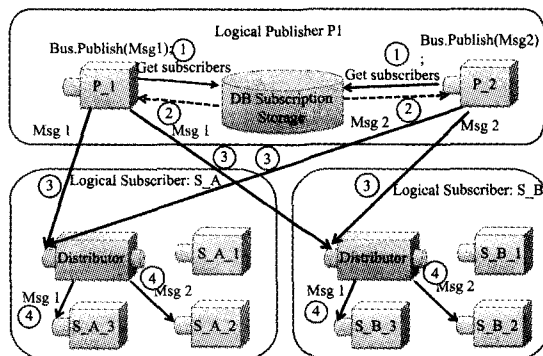 Logical Publisher P1
Bus.Publish(Msg1); ①
① Bus.Publish(Msg2)
;
Get subscribers
Get subscribers
P_1
P_2
DB Subscription
Storage
②
②
Msg 1
Msg 1
Msg 2
Msg 2
③
③
③
③
Logical Subscriber: S_A
Logical Subscriber: S_B
Distributor
S_A_1
Distributor
S_B_1
④
④
Msg 1
Msg 2
Msg 1
Msg 2
④
④
S_A_3
S_A_2
S_B_3
S_B_2